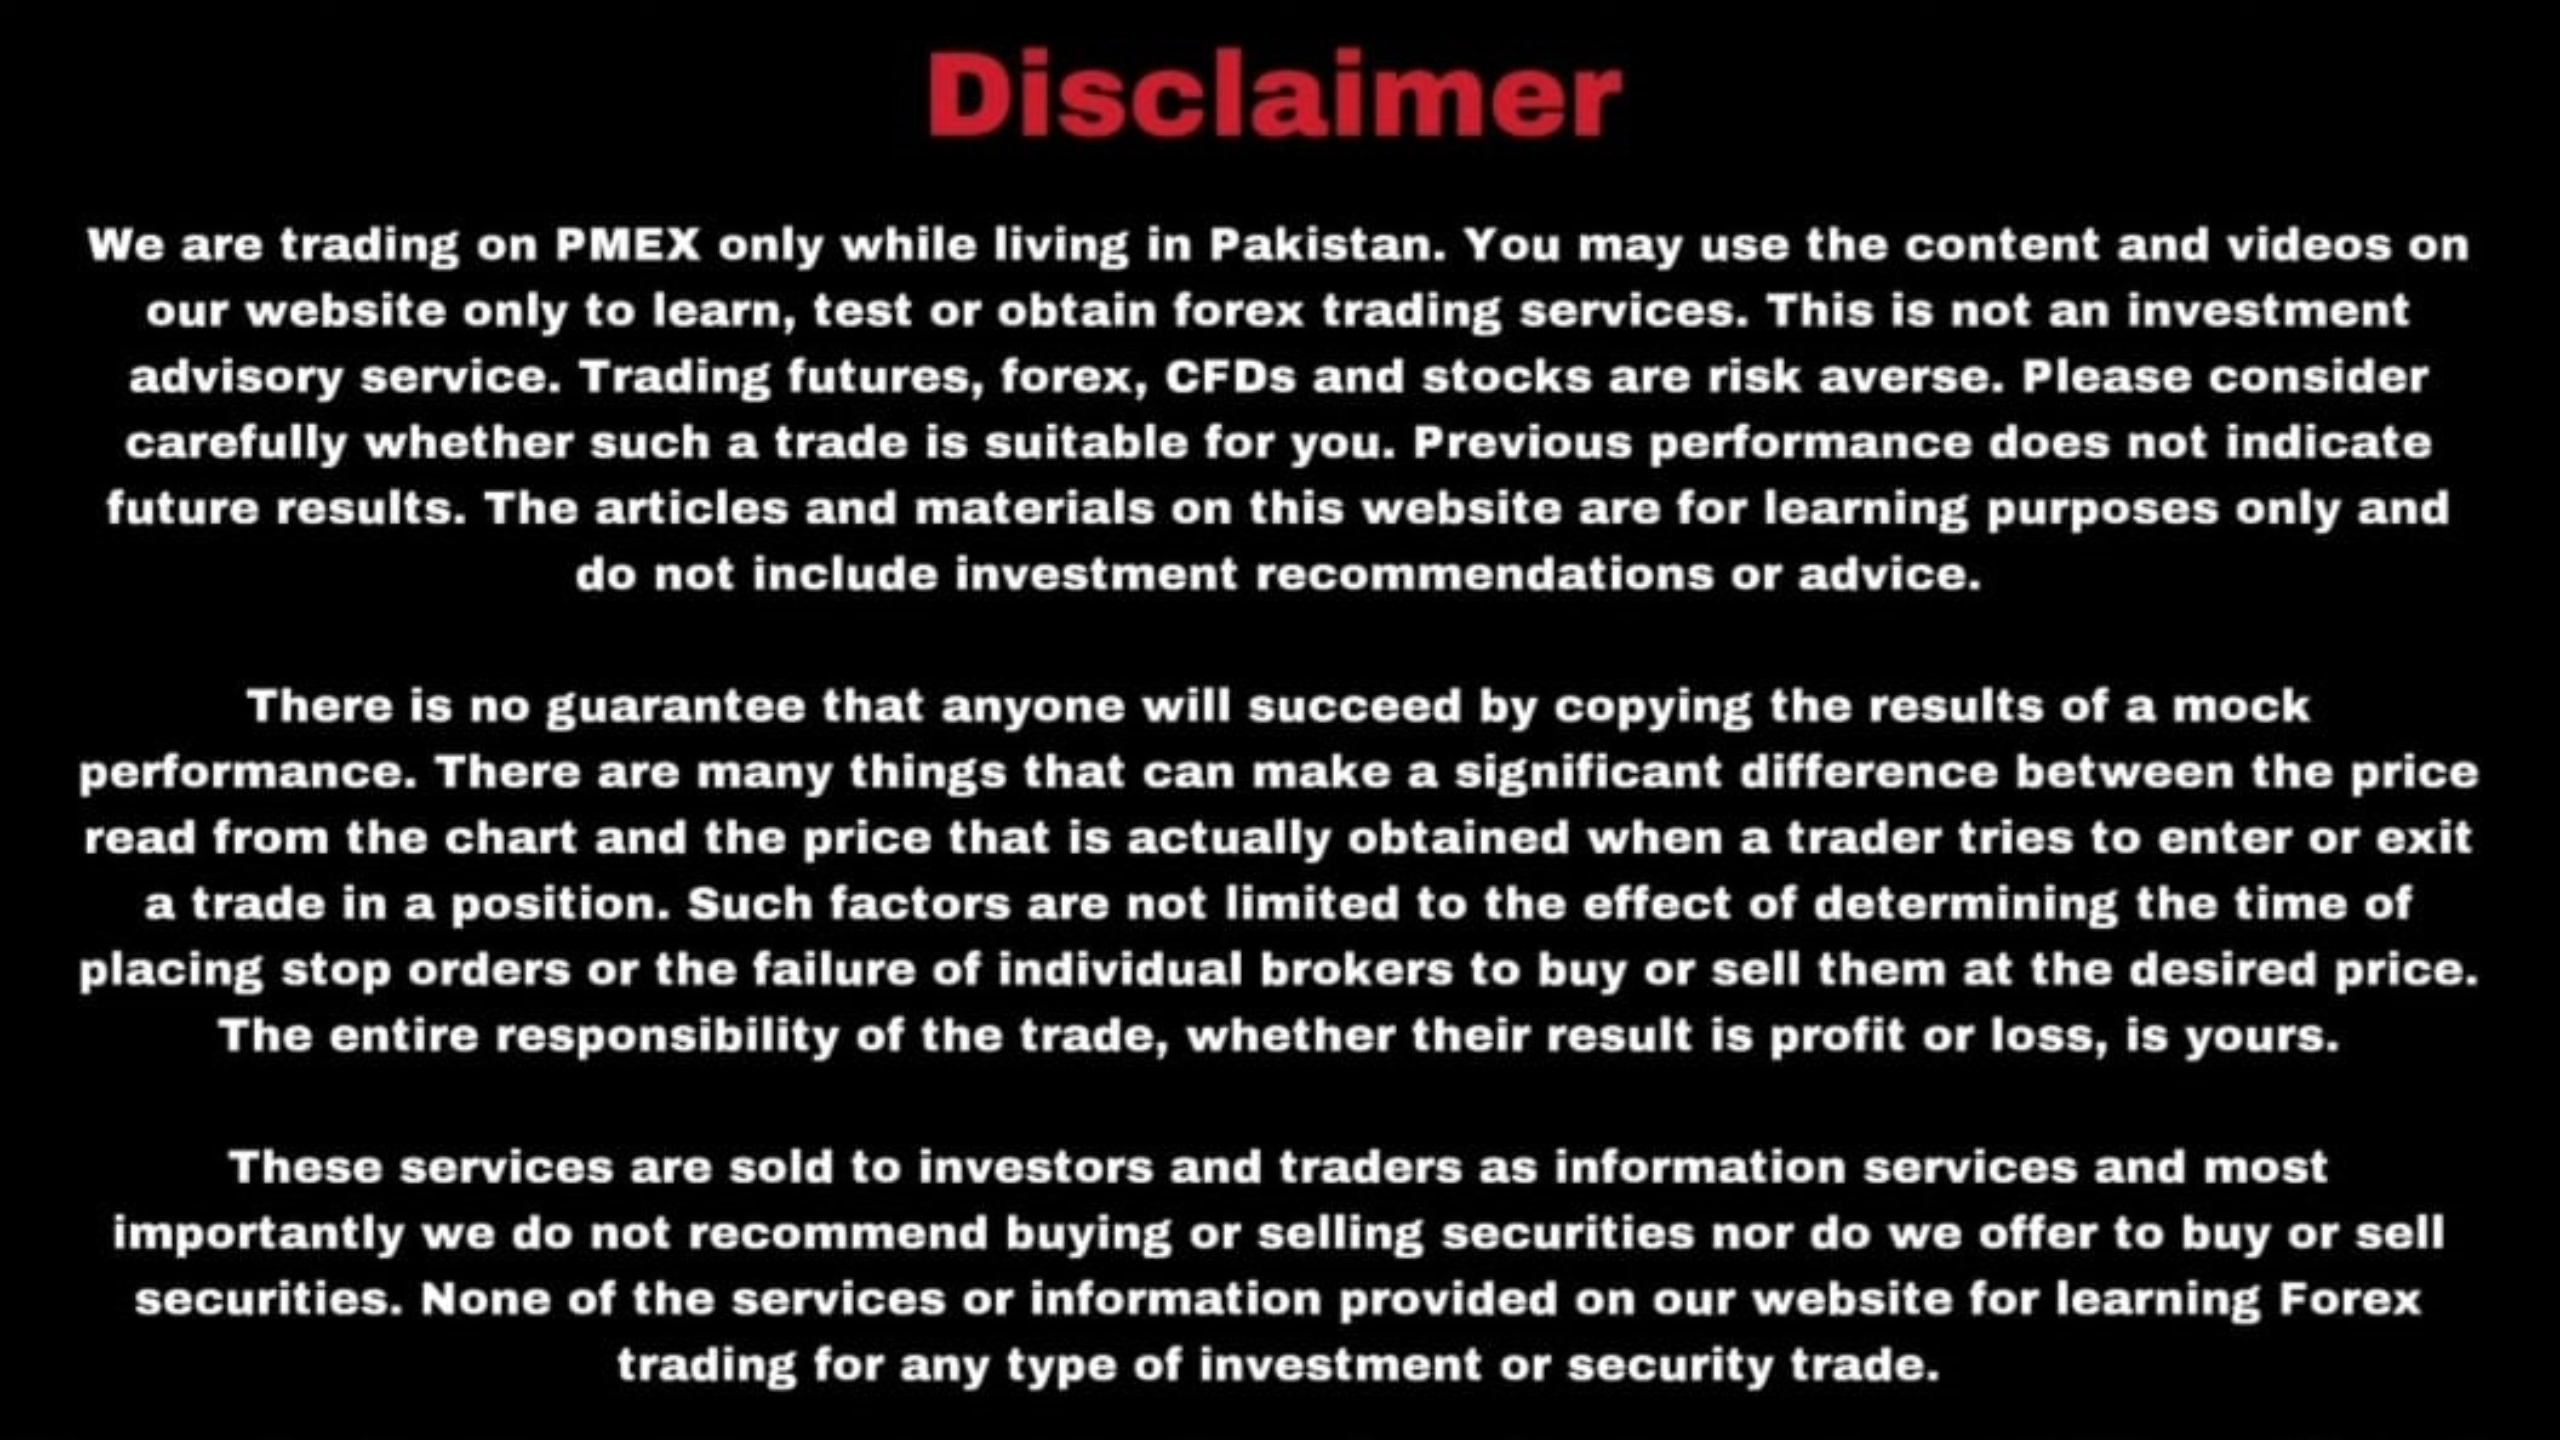 Disclaimer
We are trading on PMEX only while living in Pakistan. You may use the content and videos on
our website only to learn, test or obtain forex trading services. This is not an investment
advisory service. Trading futures, forex, CFDs and stocks are risk averse. Please consider
carefully whether such a trade is suitable for you. Previous performance does not indicate
future results. The articles and materials on this website are for learning purposes only and
do not include investment recommendations or advice.
There is no guarantee that anyone will succeed by copying the results of a mock
performance. There are many things that can make a significant difference between the price
read from the chart and the price that is actually obtained when a trader tries to enter or exit
a trade in a position. Such factors are not limited to the effect of determining the time of
placing stop orders or the failure of individual brokers to buy or sell them at the desired price.
The entire responsibility of the trade, whether their result is profit or loss, is yours.
These services are sold to investors and traders as information services and most
importantly we do not recommend buying or selling securities nor do we offer to buy or sell
securities. None of the services or information provided on our website for learning Forex
trading for any type of investment or security trade.